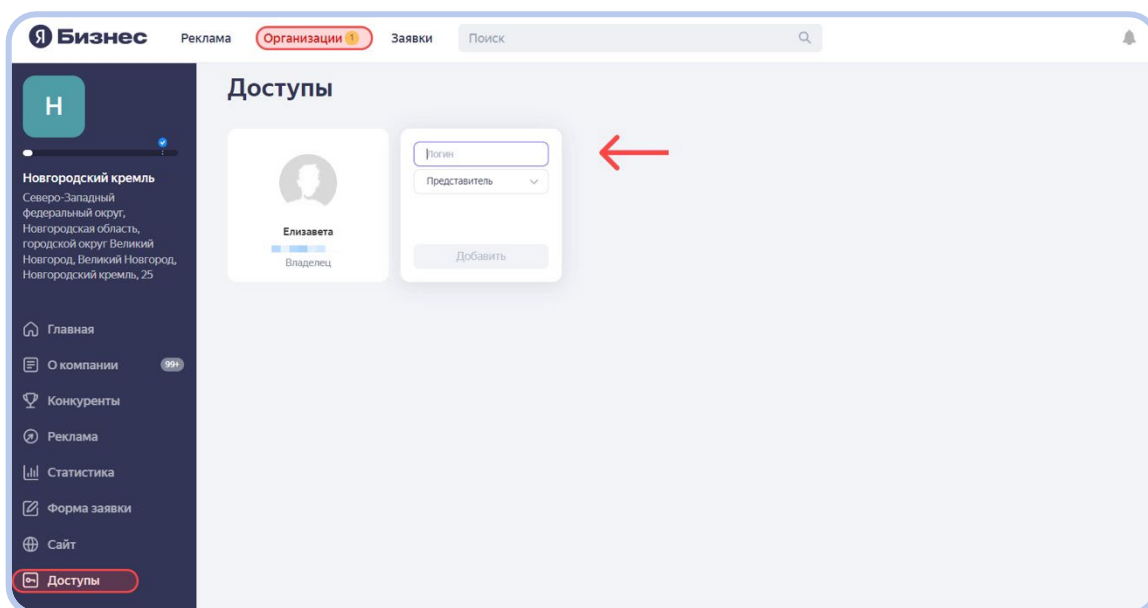 Я Бизнес
Реклама
Организации 1
Заявки
Поиск
Н
Новгородский кремль
Северо-Западный
федеральный округ,
Новгородская область,
городской округ Великий
Новгород, Великий Новгород,
Новгородский кремль, 25
Главная
О компании 99+
Конкуренты
Реклама
Статистика
Форма заявки
Сайт
Доступы
Доступы
Елизавета
Владелец
Логин
Представитель
Добавить